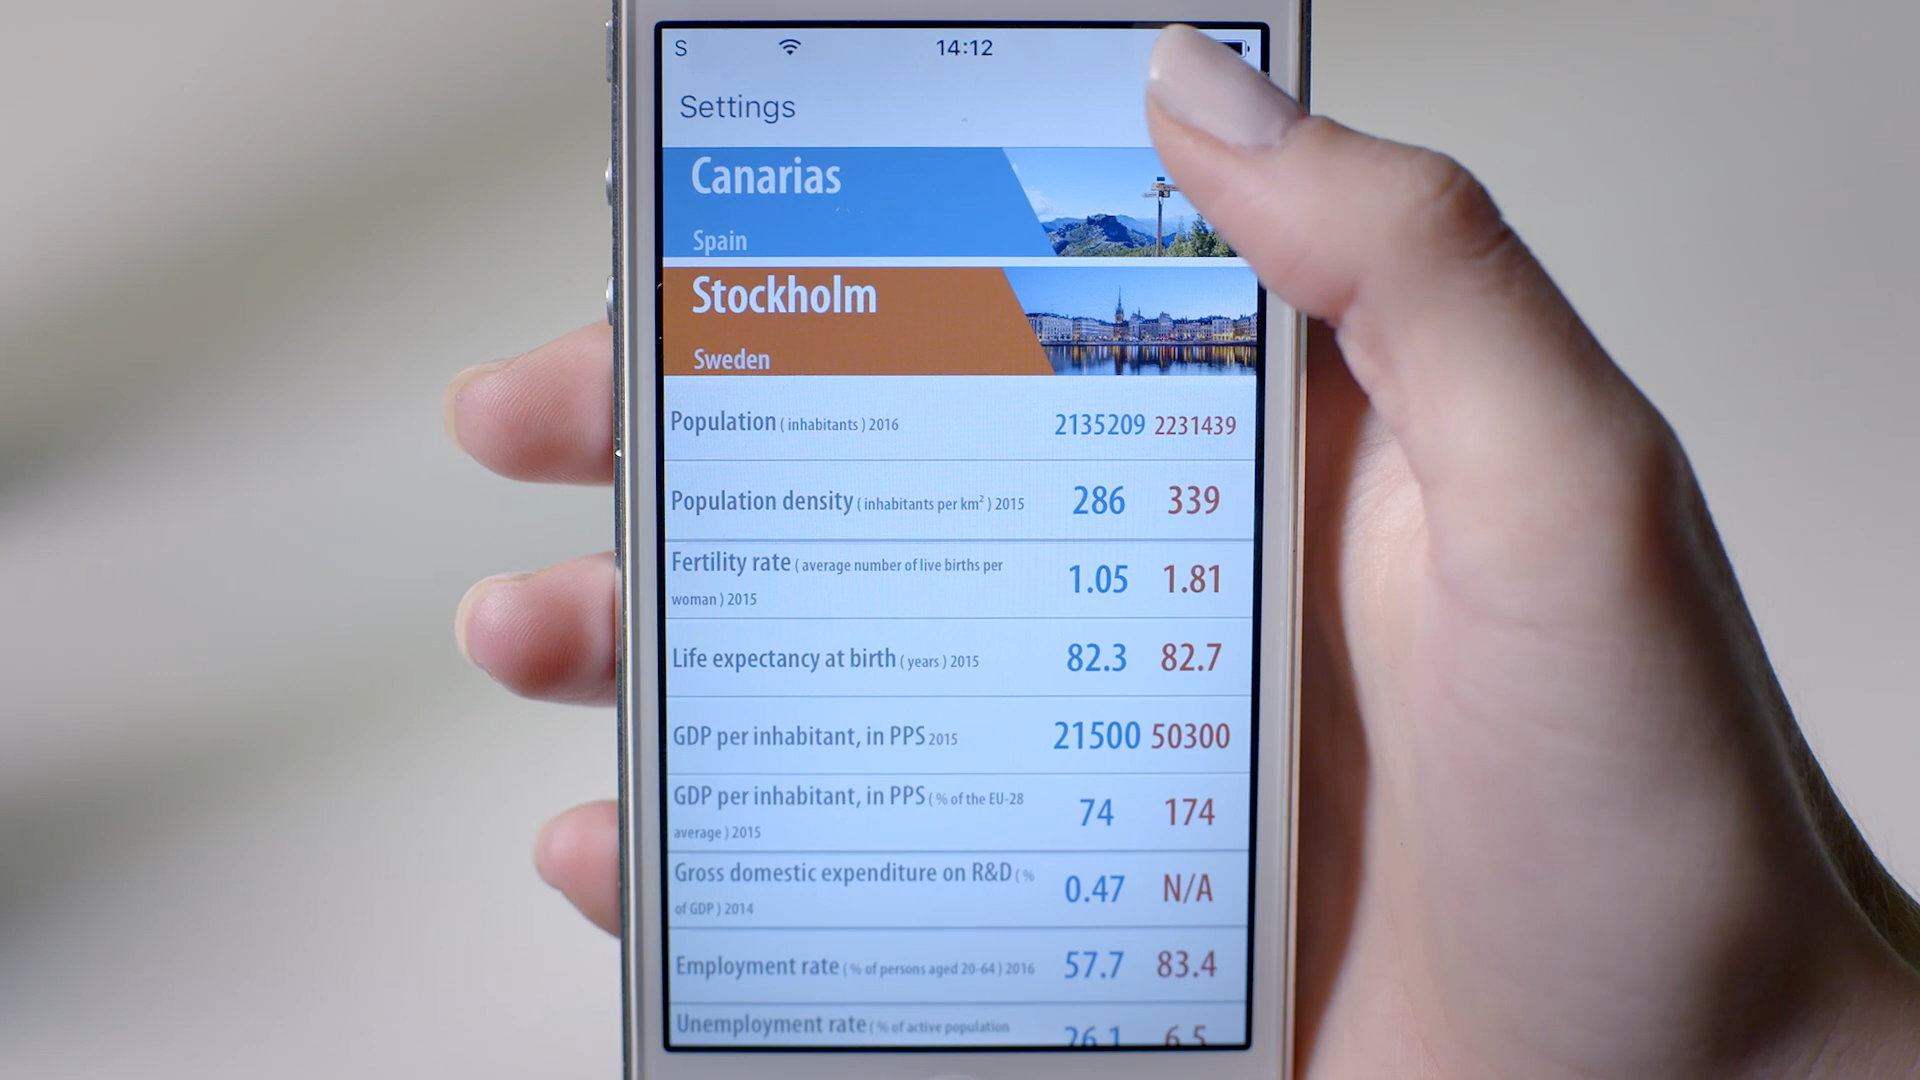 S 14:12
Settings
Canarias
Spain
Stockholm
Sweden
Population ( inhabitants ) 2016 2135209 2231439
Population density ( inhabitants per km² ) 2015 286 339
Fertility rate ( average number of live births per
woman ) 2015 1.05 1.81
Life expectancy at birth ( years ) 2015 82.3 82.7
GDP per inhabitant, in PPS 2015 21500 50300
GDP per inhabitant, in PPS ( % of the EU-28
average ) 2015 74 174
Gross domestic expenditure on R&D ( %
of GDP ) 2014 0.47 N/A
Employment rate ( % of persons aged 20-64 ) 2016 57.7 83.4
Unemployment rate ( % of active population 26.1 6.5